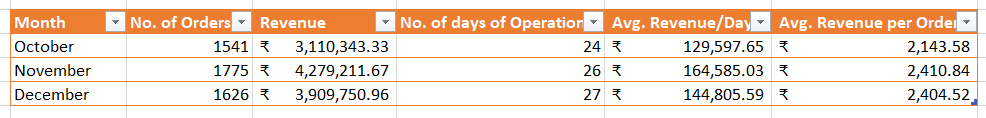 Month No. of Orders Revenue No. of days of Operation Avg. Revenue/Day Avg. Revenue per Order
October 1541 ₹ 3,110,343.33 24 ₹ 129,597.65 ₹ 2,143.58
November 1775 ₹ 4,279,211.67 26 ₹ 164,585.03 ₹ 2,410.84
December 1626 ₹ 3,909,750.96 27 ₹ 144,805.59 ₹ 2,404.52